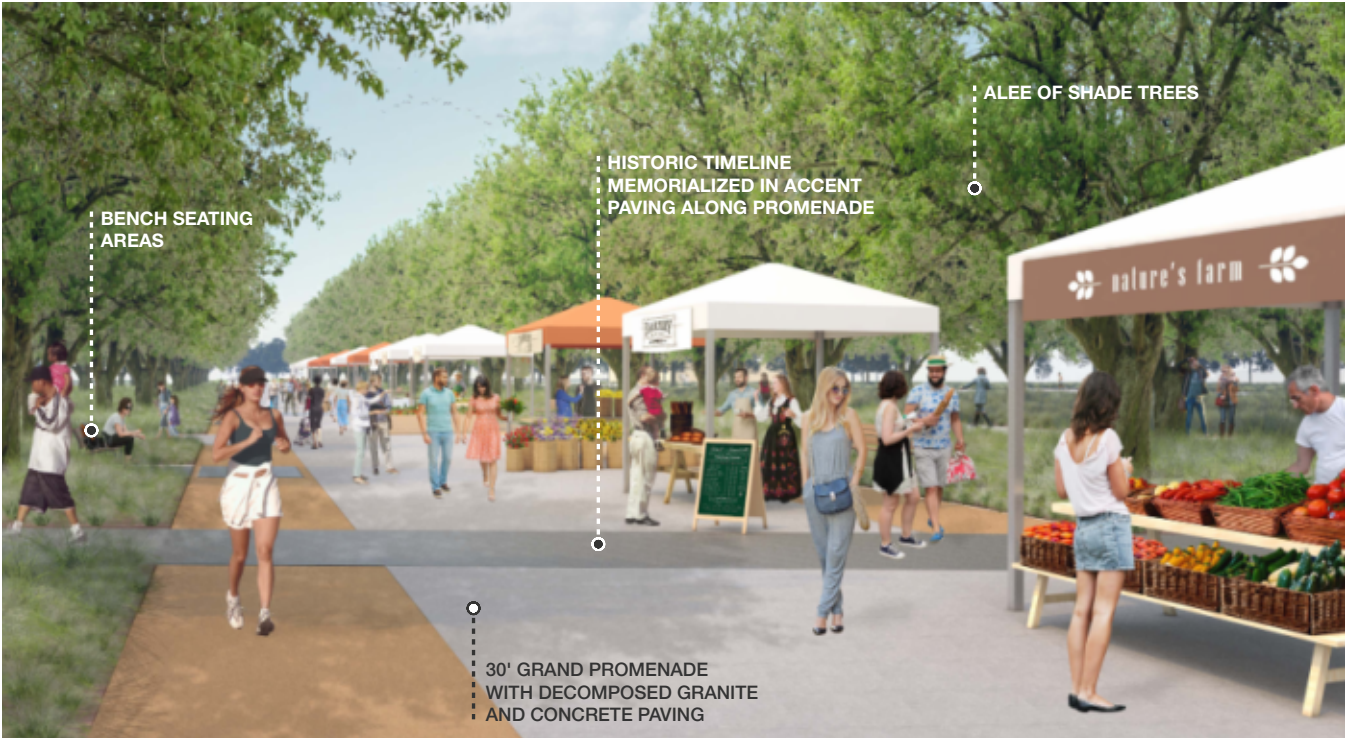 ALEE OF SHADE TREES
HISTORIC TIMELINE
MEMORIALIZED IN ACCENT
PAVING ALONG PROMENADE
BENCH SEATING
AREAS
nature's farm
30' GRAND PROMENADE
WITH DECOMPOSED GRANITE
AND CONCRETE PAVING